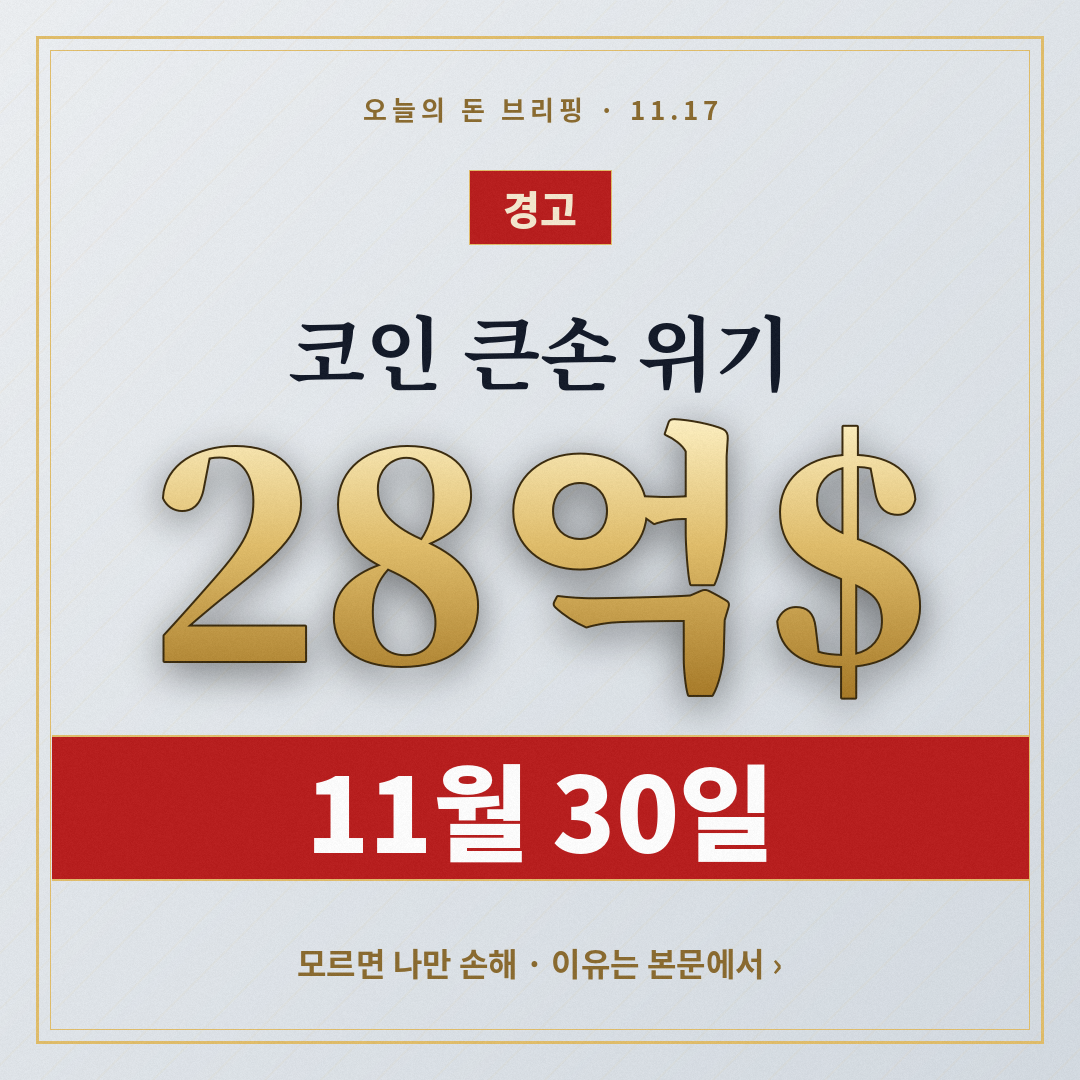 오늘의 돈 브리핑 · 11.17
경고
코인 큰손 위기
28억$
11월 30일
모르면 나만 손해 · 이유는 본문에서 ›